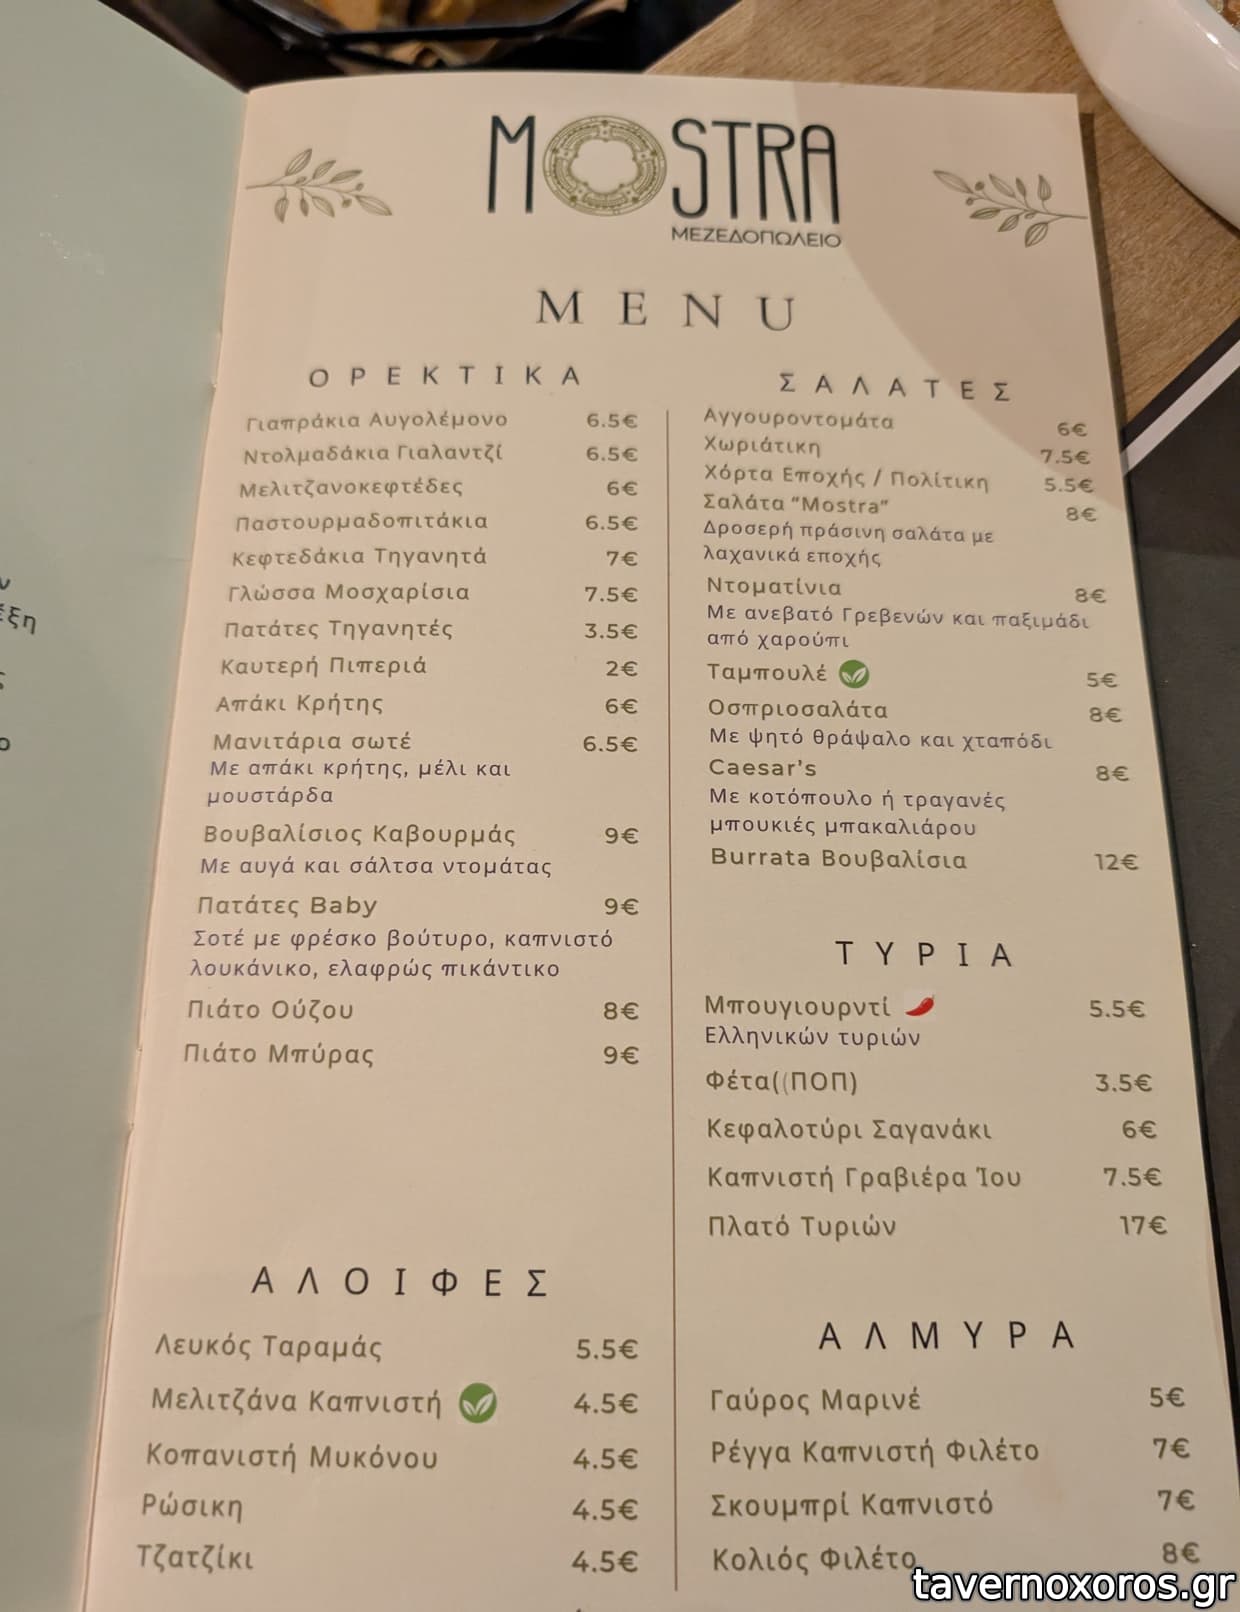 ν
έξη
ς
ο
MOSTRA
ΜΕΖΕΔΟΠΩΛΕΙΟ
MENU
ΟΡΕΚΤΙΚΑ
Γιαπράκια Αυγολέμονο 6.5€
Ντολμαδάκια Γιαλαντζί 6.5€
Μελιτζανοκεφτέδες 6€
Παστουρμαδοπιτάκια 6.5€
Κεφτεδάκια Τηγανητά 7€
Γλώσσα Μοσχαρίσια 7.5€
Πατάτες Τηγανητές 3.5€
Καυτερή Πιπεριά 2€
Απάκι Κρήτης 6€
Μανιτάρια σωτέ 6.5€
Με απάκι κρήτης, μέλι και
μουστάρδα
Βουβαλίσιος Καβουρμάς 9€
Με αυγά και σάλτσα ντομάτας
Πατάτες Baby 9€
Σοτέ με φρέσκο βούτυρο, καπνιστό
λουκάνικο, ελαφρώς πικάντικο
Πιάτο Ούζου 8€
Πιάτο Μπύρας 9€
ΑΛΟΙΦΕΣ
Λευκός Ταραμάς 5.5€
Μελιτζάνα Καπνιστή 4.5€
Κοπανιστή Μυκόνου 4.5€
Ρώσικη 4.5€
Τζατζίκι 4.5€
ΣΑΛΑΤΕΣ
Αγγουροντομάτα 6€
Χωριάτικη 7.5€
Χόρτα Εποχής / Πολίτικη 5.5€
Σαλάτα “Mostra” 8€
Δροσερή πράσινη σαλάτα με
λαχανικά εποχής
Ντοματίνια 8€
Με ανεβατό Γρεβενών και παξιμάδι
από χαρούπι
Ταμπουλέ 5€
Οσπριοσαλάτα 8€
Με ψητό θράψαλο και χταπόδι
Caesar's 8€
Με κοτόπουλο ή τραγανές
μπουκιές μπακαλιάρου
Burrata Βουβαλίσια 12€
ΤΥΡΙΑ
Μπουγιουρντί 5.5€
Ελληνικών τυριών
Φέτα((ΠΟΠ) 3.5€
Κεφαλοτύρι Σαγανάκι 6€
Καπνιστή Γραβιέρα Ίου 7.5€
Πλατό Τυριών 17€
ΑΛΜΥΡΑ
Γαύρος Μαρινέ 5€
Ρέγγα Καπνιστή Φιλέτο 7€
Σκουμπρί Καπνιστό 7€
Κολιός Φιλέτο 8€
tavernoxoros.gr